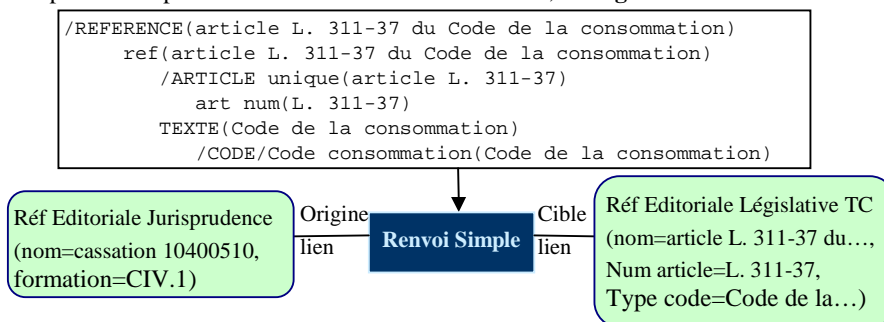 /REFERENCE(article L. 311-37 du Code de la consommation)
ref(article L. 311-37 du Code de la consommation)
/ARTICLE unique(article L. 311-37)
art num(L. 311-37)
TEXTE(Code de la consommation)
/CODE/Code consommation(Code de la consommation)
Réf Editoriale Jurisprudence
(nom=cassation 10400510,
formation=CIV.1)
Origine
lien
Renvoi Simple
Cible
lien
Réf Editoriale Législative TC
(nom=article L. 311-37 du…,
Num article=L. 311-37,
Type code=Code de la…)